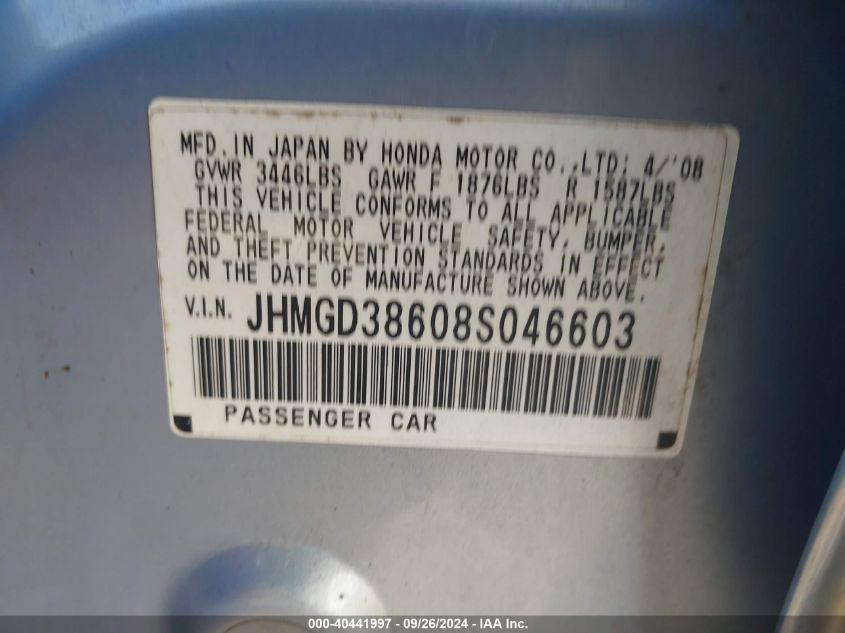 MFD. IN JAPAN BY HONDA MOTOR CO.,LTD: 4/'08
GVWR 3446LBS GAWR F 1876LBS R 1587LBS
THIS VEHICLE CONFORMS TO ALL APPLICABLE
FEDERAL MOTOR VEHICLE SAFETY, BUMPER,
AND THEFT PREVENTION STANDARDS IN EFFECT
ON THE DATE OF MANUFACTURE SHOWN ABOVE.
V.I.N. JHMGD38608S046603
PASSENGER CAR
000-40441997 - 09/26/2024 - IAA Inc.